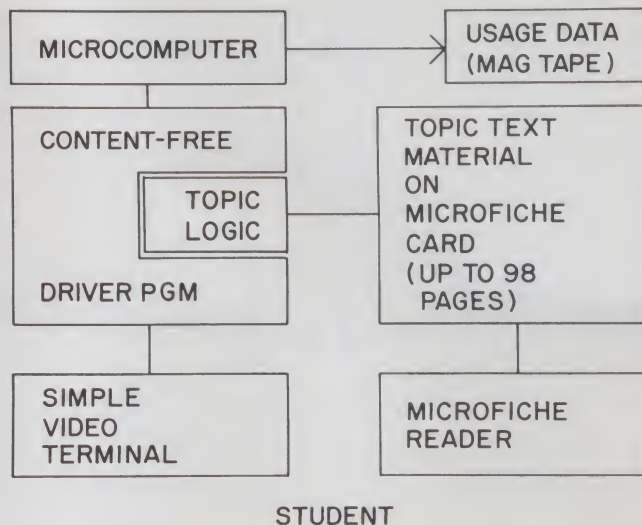 MICROCOMPUTER
USAGE DATA
(MAG TAPE)
CONTENT-FREE
TOPIC
LOGIC
DRIVER PGM
TOPIC TEXT
MATERIAL
ON
MICROFICHE
CARD
(UP TO 98
PAGES)
SIMPLE
VIDEO
TERMINAL
MICROFICHE
READER
STUDENT